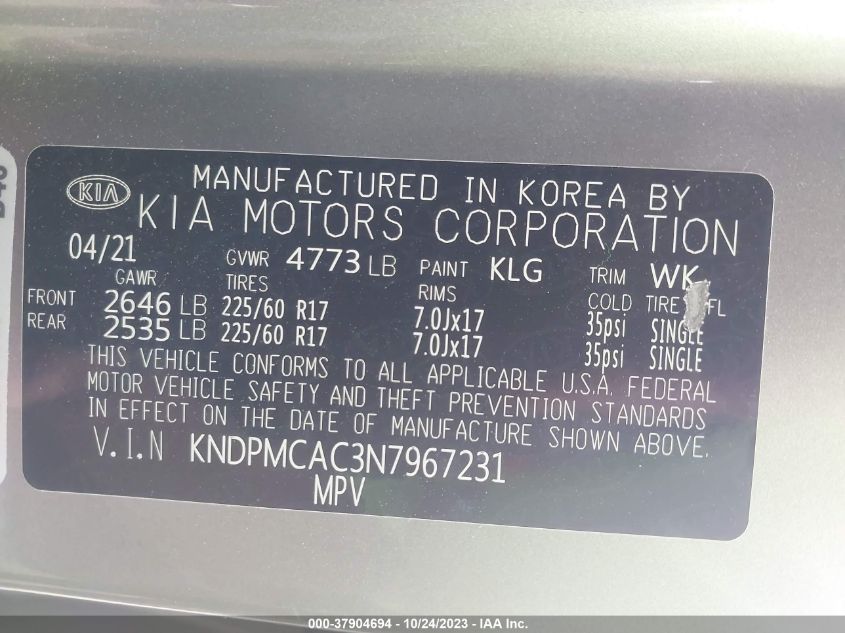 KIA
MANUFACTURED IN KOREA BY
KIA MOTORS CORPORATION
04/21 GVWR 4773 LB PAINT KLG TRIM WK
GAWR TIRES RIMS COLD TIRE FL
FRONT 2646 LB 225/60 R17 7.0Jx17 35psi SINGLE
REAR 2535 LB 225/60 R17 7.0Jx17 35psi SINGLE
THIS VEHICLE CONFORMS TO ALL APPLICABLE U.S.A. FEDERAL
MOTOR VEHICLE SAFETY AND THEFT PREVENTION STANDARDS
IN EFFECT ON THE DATE OF MANUFACTURE SHOWN ABOVE.
V.I.N KNDPMCAC3N7967231
MPV
000-37904694 - 10/24/2023 - IAA Inc.